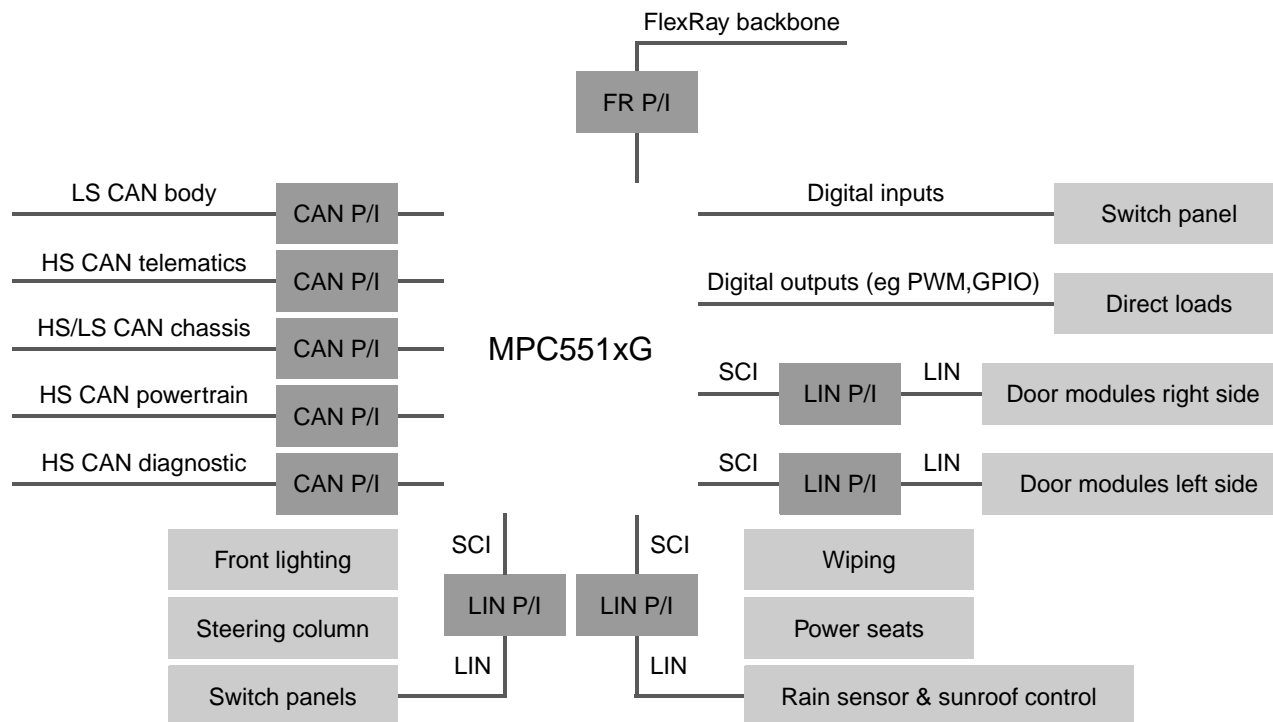 FlexRay backbone
FR P/I
LS CAN body
CAN P/I
Digital inputs
Switch panel
HS CAN telematics
CAN P/I
Digital outputs (eg PWM,GPIO)
Direct loads
HS/LS CAN chassis
CAN P/I
MPC551xG
SCI
LIN P/I
LIN
Door modules right side
HS CAN powertrain
CAN P/I
HS CAN diagnostic
CAN P/I
SCI
LIN P/I
LIN
Door modules left side
Front lighting
SCI
SCI
Wiping
Steering column
LIN P/I
LIN P/I
Power seats
Switch panels
LIN
LIN
Rain sensor & sunroof control